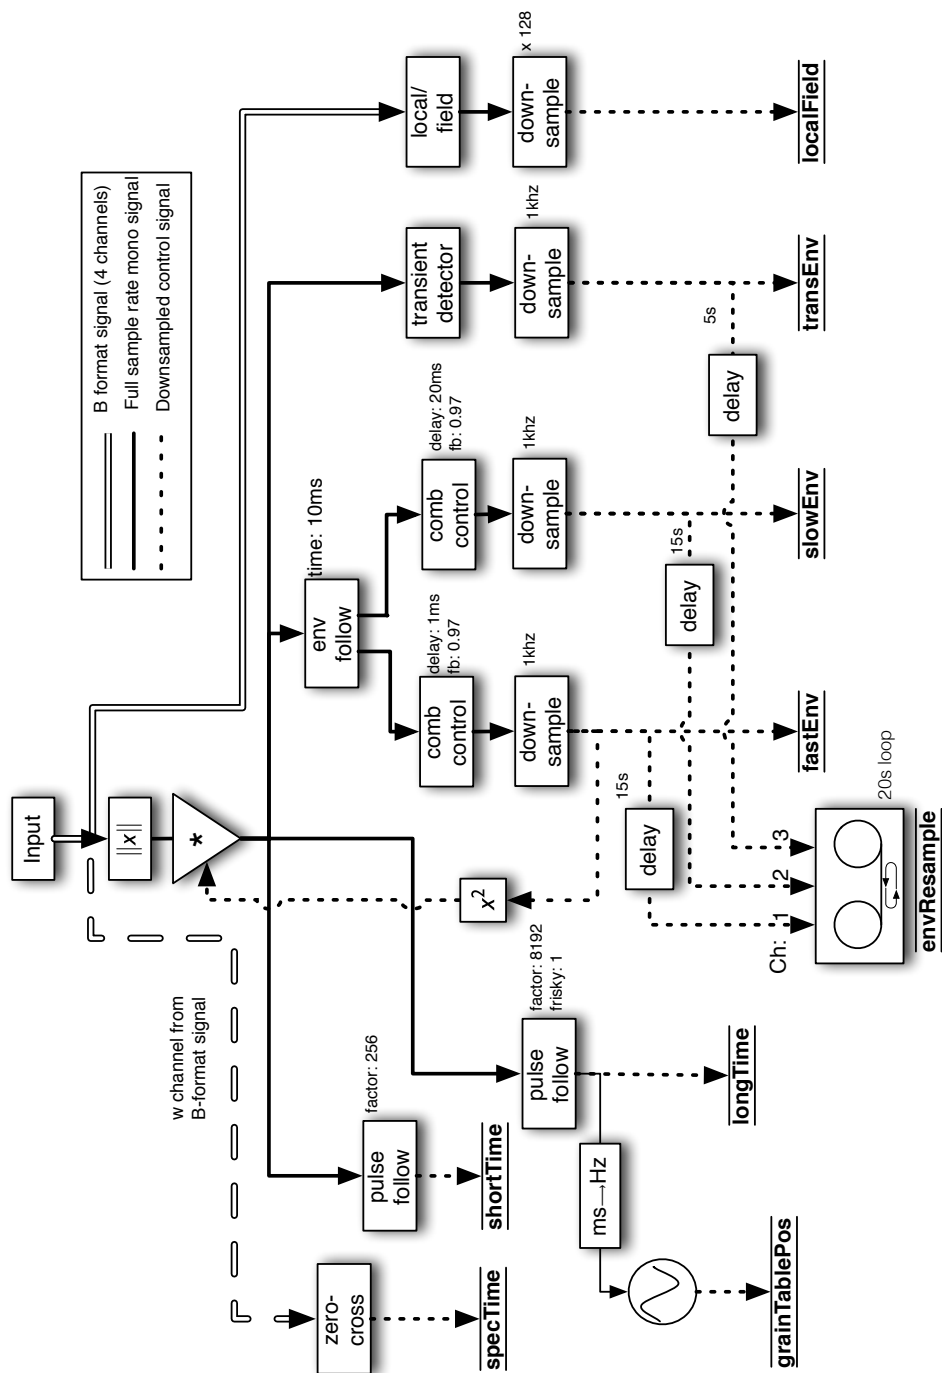 Input
||x||
*
B format signal (4 channels)
Full sample rate mono signal
Downsampled control signal
w channel from
B-format signal
local/
field
down-
sample
x 128
localField
transient
detector
down-
sample
1khz
transEnv
5s
delay
env
follow
time: 10ms
comb
control
delay: 20ms
fb: 0.97
down-
sample
1khz
slowEnv
15s
delay
comb
control
delay: 1ms
fb: 0.97
down-
sample
1khz
fastEnv
15s
delay
x²
Ch: 1 2 3
20s loop
envResample
pulse
follow
factor: 8192
frisky: 1
longTime
ms→Hz
grainTablePos
pulse
follow
factor: 256
shortTime
zero-
cross
specTime